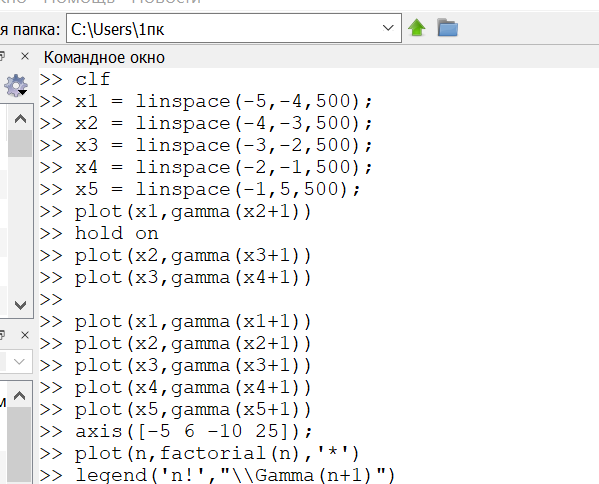 я папка: C:\Users\1пк
Командное окно
>> clf
>> x1 = linspace(-5,-4,500);
>> x2 = linspace(-4,-3,500);
>> x3 = linspace(-3,-2,500);
>> x4 = linspace(-2,-1,500);
>> x5 = linspace(-1,5,500);
>> plot(x1,gamma(x2+1))
>> hold on
>> plot(x2,gamma(x3+1))
>> plot(x3,gamma(x4+1))
>>
>> plot(x1,gamma(x1+1))
>> plot(x2,gamma(x2+1))
>> plot(x3,gamma(x3+1))
>> plot(x4,gamma(x4+1))
>> plot(x5,gamma(x5+1))
>> axis([-5 6 -10 25]);
>> plot(n,factorial(n),'*')
>> legend('n!',"\\Gamma(n+1)")